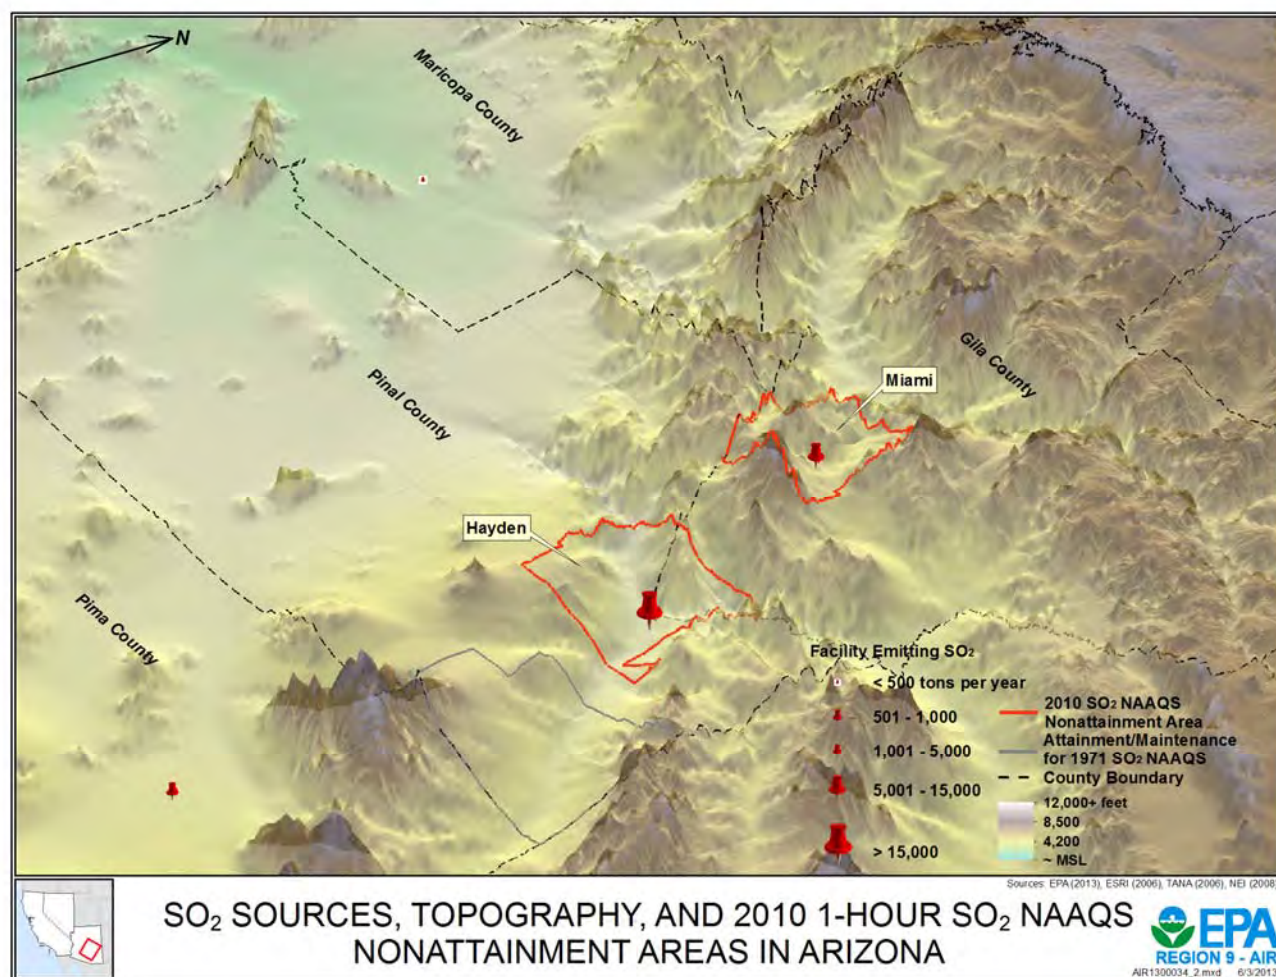 N
Maricopa County
Gila County
Miami
Pinal County
Hayden
Pima County
Facility Emitting SO₂
< 500 tons per year
501 - 1,000
1,001 - 5,000
5,001 - 15,000
> 15,000
2010 SO₂ NAAQS
Nonattainment Area
Attainment/Maintenance
for 1971 SO₂ NAAQS
County Boundary
12,000+ feet
8,500
4,200
~ MSL
Sources: EPA (2013), ESRI (2006), TANA (2006), NEI (2008)
SO₂ SOURCES, TOPOGRAPHY, AND 2010 1-HOUR SO₂ NAAQS
NONATTAINMENT AREAS IN ARIZONA
EPA
REGION 9 - AIR
AIR1300034_2.mxd